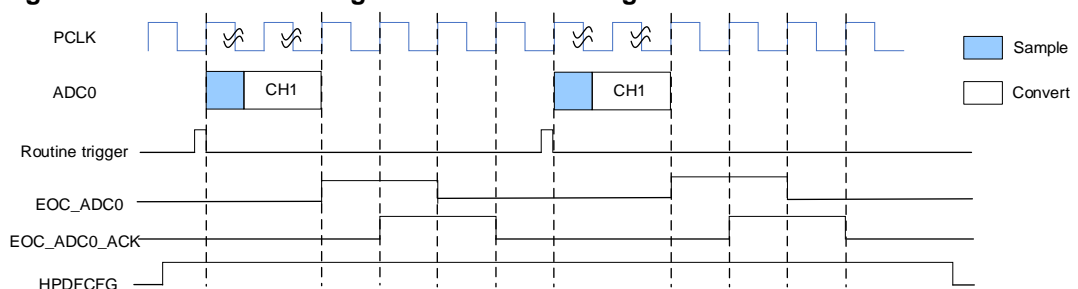 PCLK
Sample
ADC0
CH1
CH1
Convert
Routine trigger
EOC_ADC0
EOC_ADC0_ACK
HPDFCFG